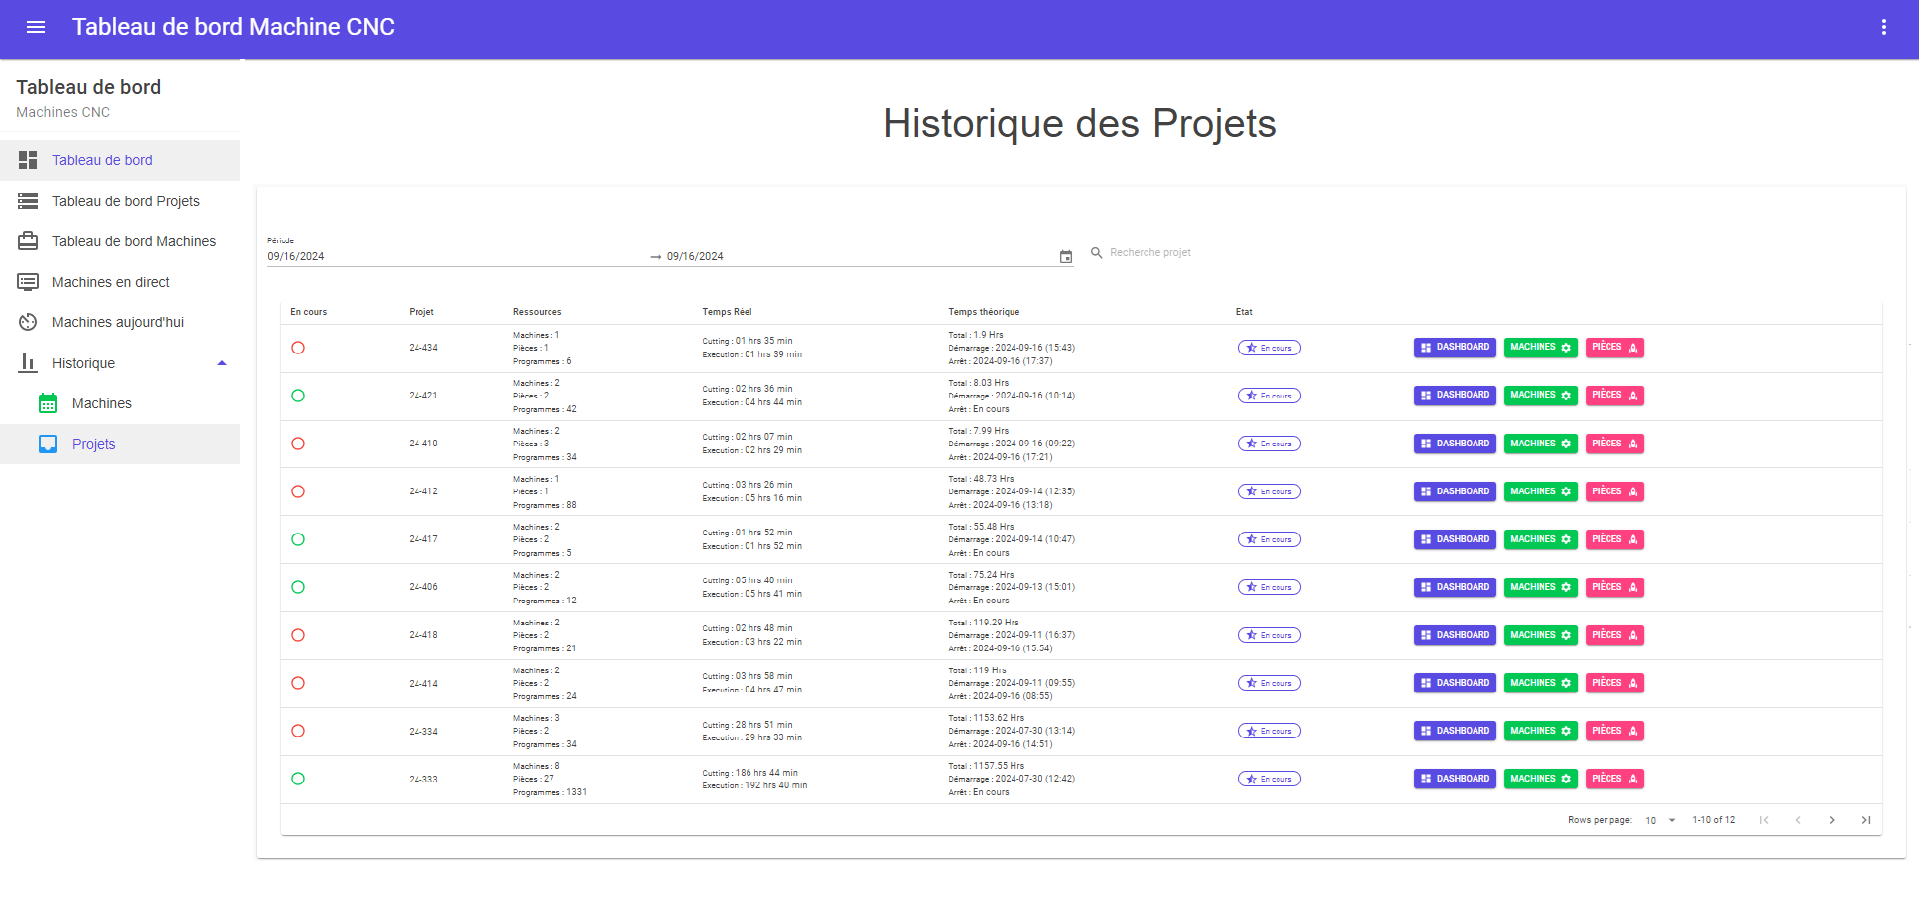 Tableau de bord Machine CNC
Tableau de bord
Machines CNC
Tableau de bord
Tableau de bord Projets
Tableau de bord Machines
Machines en direct
Machines aujourd'hui
Historique
Machines
Projets
Historique des Projets
Période
09/16/2024 → 09/16/2024
Recherche projet
En cours Projet Ressources Temps Réel Temps théorique Etat
24-434
Machines : 1
Pièces : 1
Programmes : 6
Cutting : 01 hrs 35 min
Execution : 01 hrs 39 min
Total : 1.9 Hrs
Démarrage : 2024-09-16 (15:43)
Arrêt : 2024-09-16 (17:37)
En cours
DASHBOARD MACHINES PIÈCES
24-421
Machines : 2
Pièces : 2
Programmes : 42
Cutting : 02 hrs 36 min
Execution : 04 hrs 44 min
Total : 8.03 Hrs
Démarrage : 2024-09-16 (10:14)
Arrêt : En cours
En cours
DASHBOARD MACHINES PIÈCES
24-410
Machines : 2
Pièces : 3
Programmes : 34
Cutting : 02 hrs 07 min
Execution : 02 hrs 29 min
Total : 7.99 Hrs
Démarrage : 2024-09-16 (09:22)
Arrêt : 2024-09-16 (17:21)
En cours
DASHBOARD MACHINES PIÈCES
24-412
Machines : 1
Pièces : 1
Programmes : 88
Cutting : 03 hrs 26 min
Execution : 05 hrs 16 min
Total : 48.73 Hrs
Démarrage : 2024-09-14 (12:35)
Arrêt : 2024-09-16 (13:18)
En cours
DASHBOARD MACHINES PIÈCES
24-417
Machines : 2
Pièces : 2
Programmes : 5
Cutting : 01 hrs 52 min
Execution : 01 hrs 52 min
Total : 55.48 Hrs
Démarrage : 2024-09-14 (10:47)
Arrêt : En cours
En cours
DASHBOARD MACHINES PIÈCES
24-406
Machines : 2
Pièces : 2
Programmes : 12
Cutting : 05 hrs 40 min
Execution : 05 hrs 41 min
Total : 75.24 Hrs
Démarrage : 2024-09-13 (15:01)
Arrêt : En cours
En cours
DASHBOARD MACHINES PIÈCES
24-418
Machines : 2
Pièces : 2
Programmes : 21
Cutting : 02 hrs 48 min
Execution : 03 hrs 22 min
Total : 119.29 Hrs
Démarrage : 2024-09-11 (16:37)
Arrêt : 2024-09-16 (15:54)
En cours
DASHBOARD MACHINES PIÈCES
24-414
Machines : 2
Pièces : 2
Programmes : 24
Cutting : 03 hrs 58 min
Execution : 04 hrs 47 min
Total : 119 Hrs
Démarrage : 2024-09-11 (09:55)
Arrêt : 2024-09-16 (08:55)
En cours
DASHBOARD MACHINES PIÈCES
24-334
Machines : 3
Pièces : 2
Programmes : 34
Cutting : 28 hrs 51 min
Execution : 29 hrs 33 min
Total : 1153.62 Hrs
Démarrage : 2024-07-30 (13:14)
Arrêt : 2024-09-16 (14:51)
En cours
DASHBOARD MACHINES PIÈCES
24-333
Machines : 8
Pièces : 27
Programmes : 1331
Cutting : 186 hrs 44 min
Execution : 192 hrs 40 min
Total : 1157.55 Hrs
Démarrage : 2024-07-30 (12:42)
Arrêt : En cours
En cours
DASHBOARD MACHINES PIÈCES
Rows per page: 10 1-10 of 12